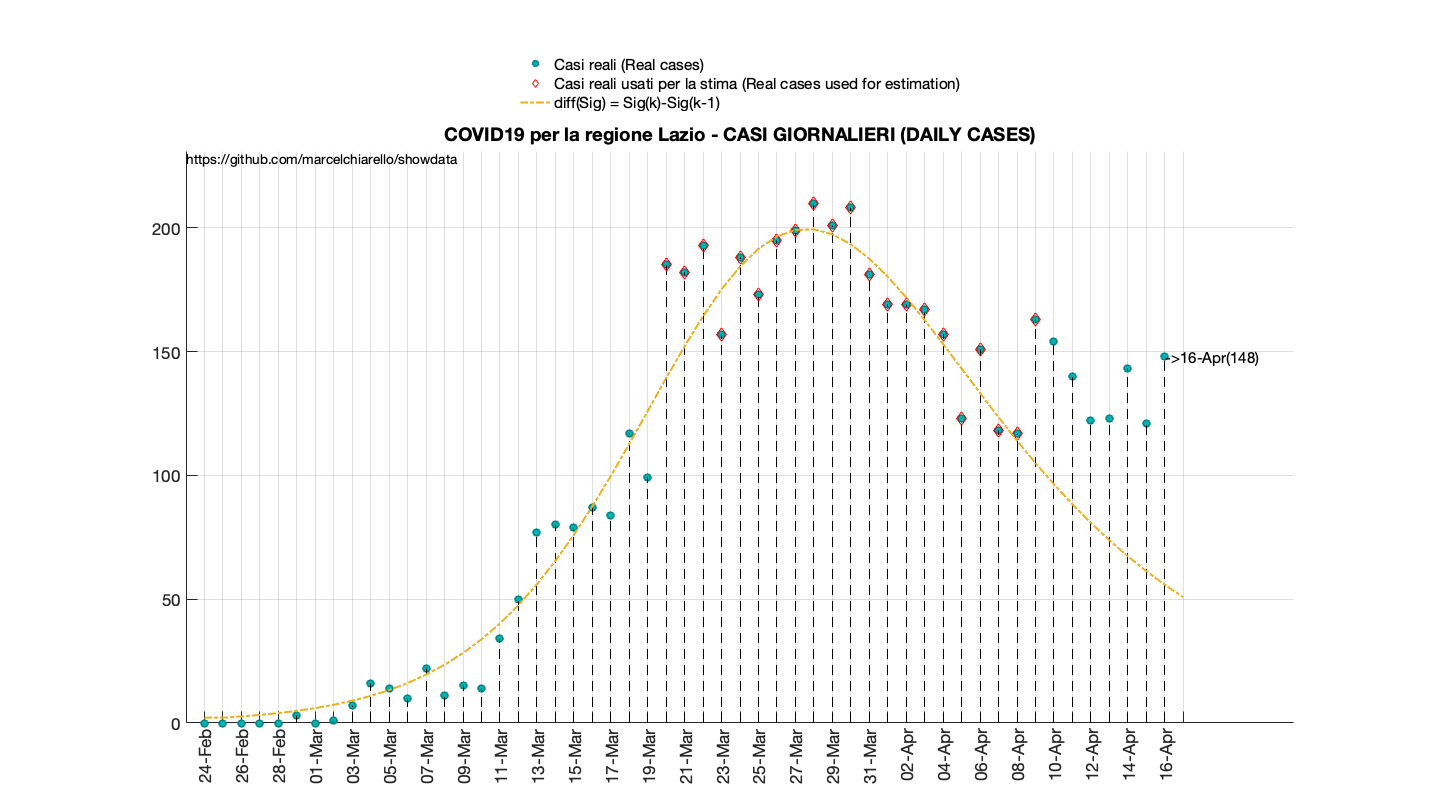 Casi reali (Real cases)
Casi reali usati per la stima (Real cases used for estimation)
diff(Sig) = Sig(k)-Sig(k-1)
COVID19 per la regione Lazio - CASI GIORNALIERI (DAILY CASES)
https://github.com/marcelchiarello/showdata
200
150
->16-Apr(148)
100
50
0
24-Feb
26-Feb
28-Feb
01-Mar
03-Mar
05-Mar
07-Mar
09-Mar
11-Mar
13-Mar
15-Mar
17-Mar
19-Mar
21-Mar
23-Mar
25-Mar
27-Mar
29-Mar
31-Mar
02-Apr
04-Apr
06-Apr
08-Apr
10-Apr
12-Apr
14-Apr
16-Apr